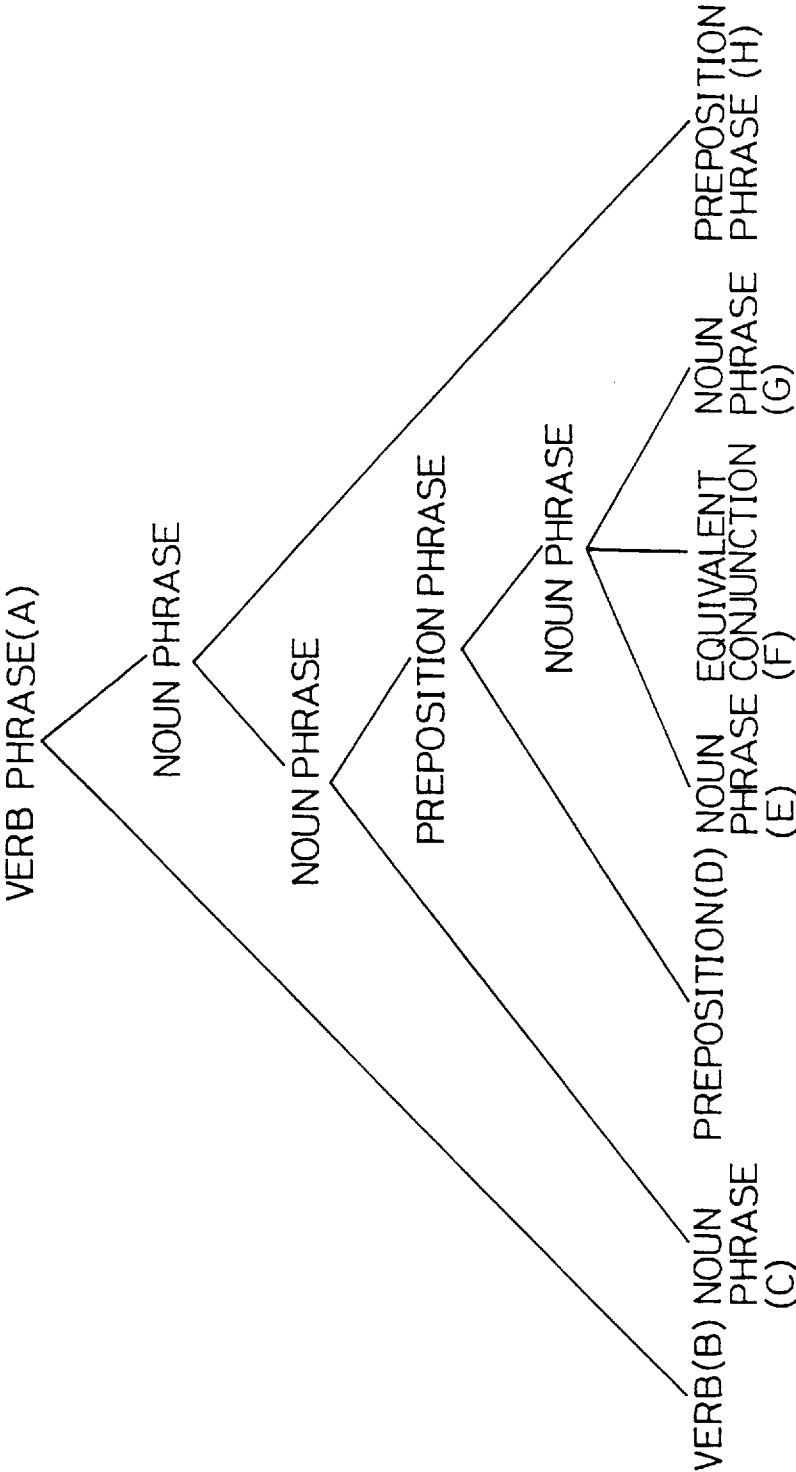 VERB PHRASE(A)
NOUN PHRASE
NOUN PHRASE
PREPOSITION PHRASE
NOUN PHRASE
VERB(B)
NOUN
PHRASE
(C)
PREPOSITION(D)
NOUN
PHRASE
(E)
EQUIVALENT
CONJUNCTION
(F)
NOUN
PHRASE
(G)
PREPOSITION
PHRASE (H)